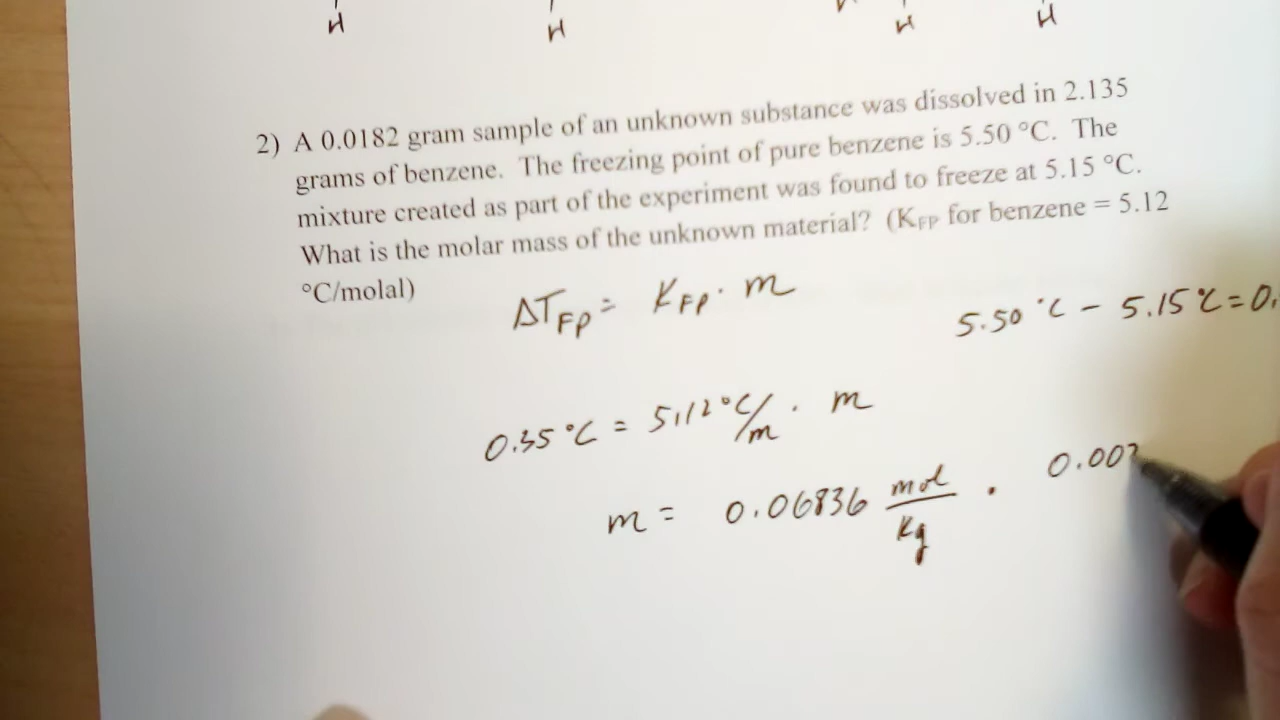 H H H H
2) A 0.0182 gram sample of an unknown substance was dissolved in 2.135
grams of benzene. The freezing point of pure benzene is 5.50 °C. The
mixture created as part of the experiment was found to freeze at 5.15 °C.
What is the molar mass of the unknown material? (KFP for benzene = 5.12
°C/molal)
ΔTFP = KFP · m
5.50 °C - 5.15 °C = 0.
0.35 °C = 5.12 °C/m · m
m = 0.06836 mol/kg · 0.002